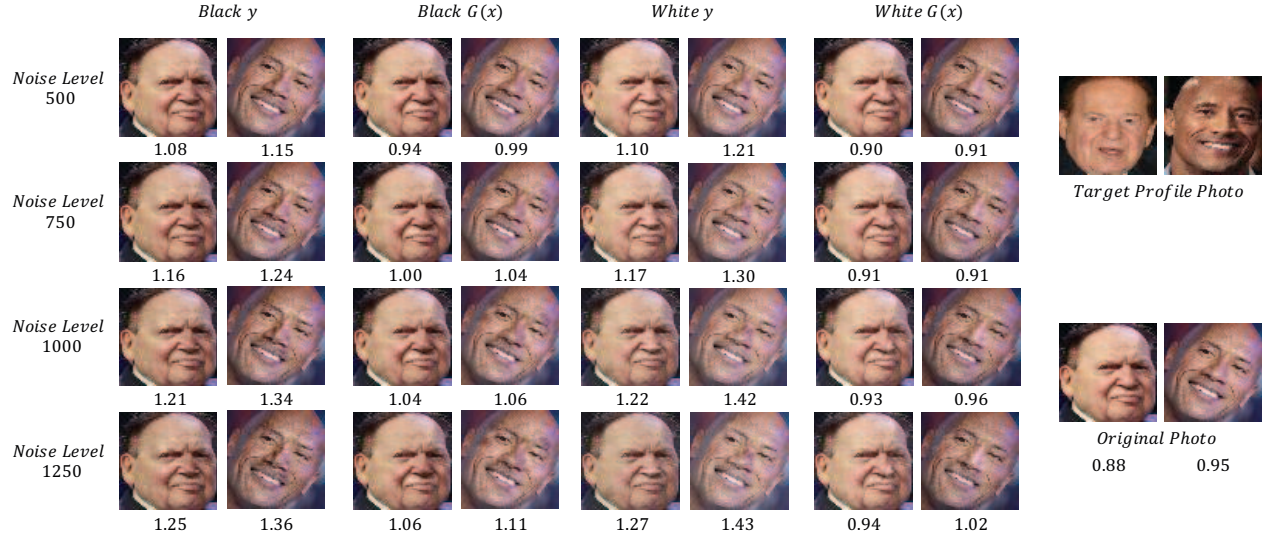 Black y Black G(x) White y White G(x)
Noise Level
500
1.08 1.15 0.94 0.99 1.10 1.21 0.90 0.91
Target Profile Photo
Noise Level
750
1.16 1.24 1.00 1.04 1.17 1.30 0.91 0.91
Noise Level
1000
1.21 1.34 1.04 1.06 1.22 1.42 0.93 0.96
Original Photo
0.88 0.95
Noise Level
1250
1.25 1.36 1.06 1.11 1.27 1.43 0.94 1.02